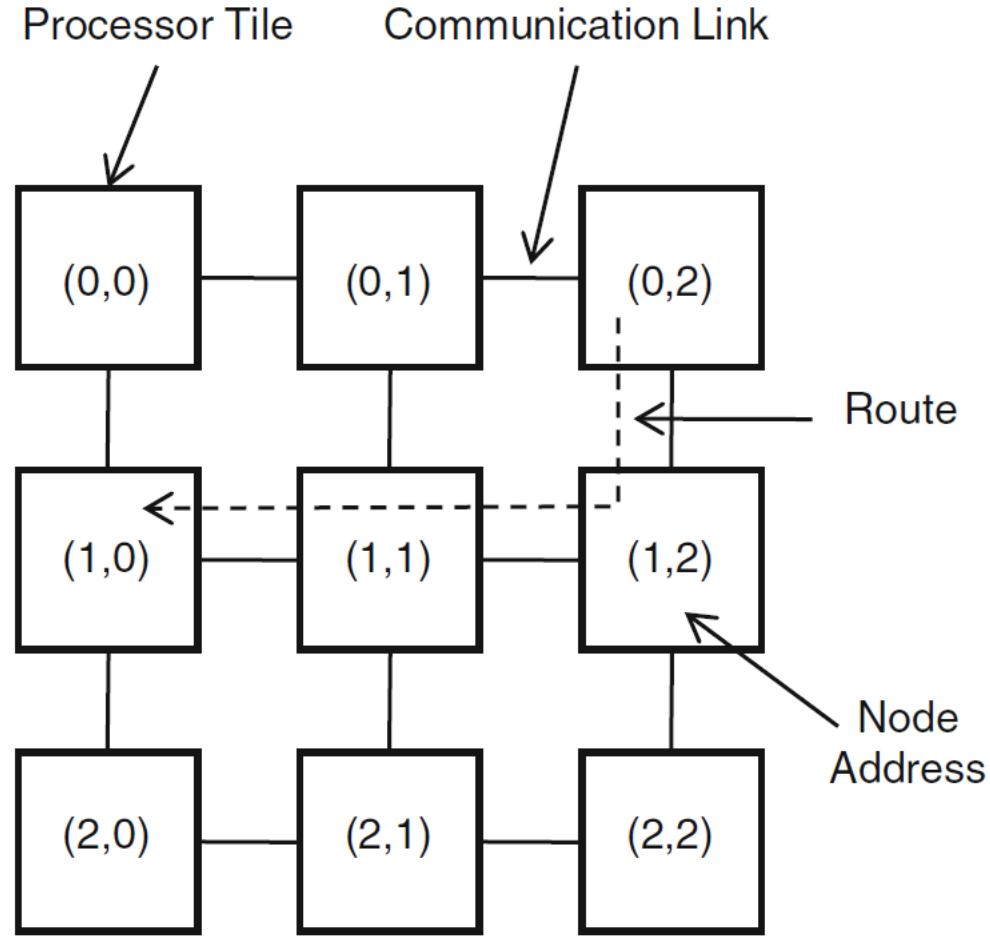 Processor Tile
Communication Link
(0,0)
(0,1)
(0,2)
Route
(1,0)
(1,1)
(1,2)
Node
Address
(2,0)
(2,1)
(2,2)